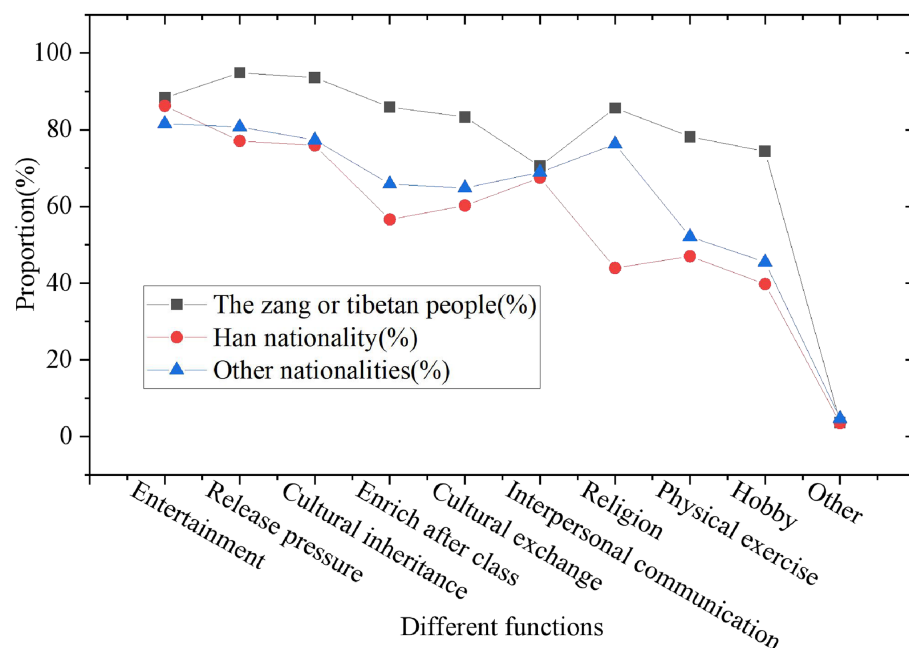 100
80
60
40
20
0
Proportion(%)
The zang or tibetan people(%)
Han nationality(%)
Other nationalities(%)
Entertainment
Release pressure
Cultural inheritance
Enrich after class
Cultural exchange
Interpersonal communication
Religion
Physical exercise
Hobby
Other
Different functions